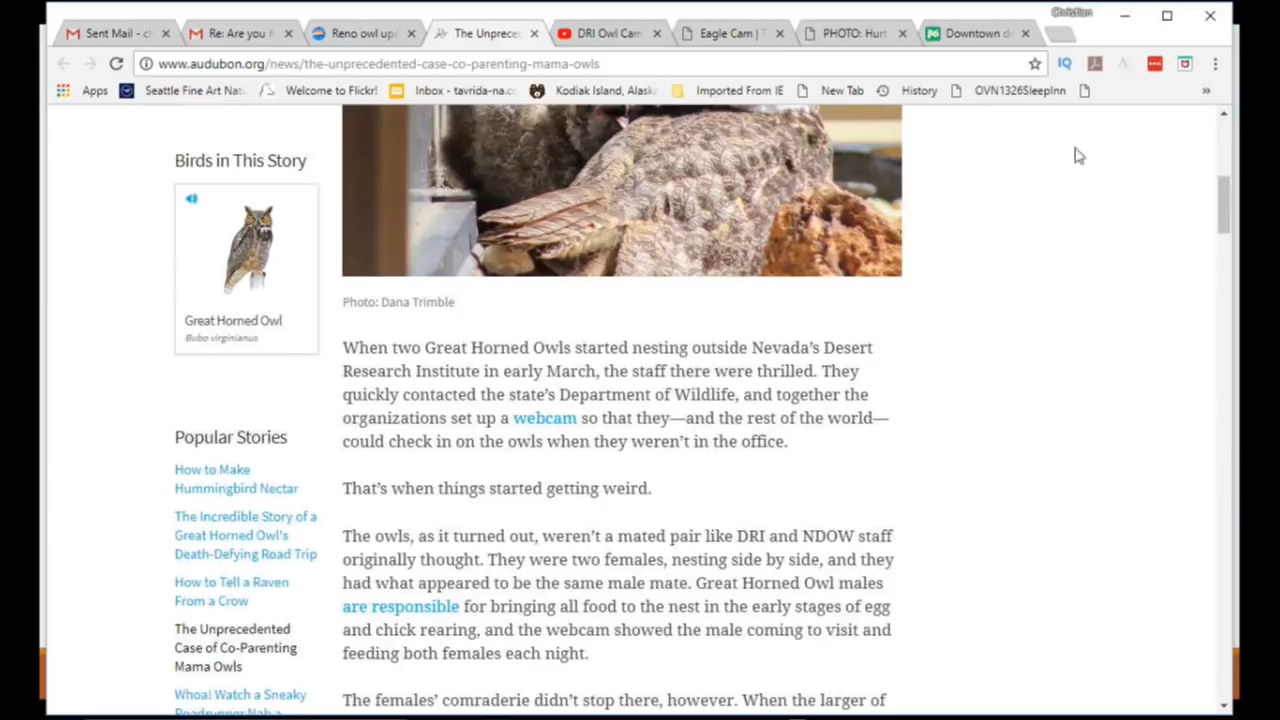 Christian
Sent Mail - c
Re: Are you
Reno owl up
The Unprece
DRI Owl Cam
Eagle Cam | T
PHOTO: Hurt
Downtown d
www.audubon.org/news/the-unprecedented-case-co-parenting-mama-owls
IQ
Apps
Seattle Fine Art Natu
Welcome to Flickr!
Inbox - tavrida-na.c
Kodiak Island, Alaska
Imported From IE
New Tab
History
OVN1326SleepInn
»
Birds in This Story
Great Horned Owl
Bubo virginianus
Photo: Dana Trimble
When two Great Horned Owls started nesting outside Nevada's Desert
Research Institute in early March, the staff there were thrilled. They
quickly contacted the state's Department of Wildlife, and together the
organizations set up a webcam so that they—and the rest of the world—
could check in on the owls when they weren't in the office.
That's when things started getting weird.
The owls, as it turned out, weren't a mated pair like DRI and NDOW staff
originally thought. They were two females, nesting side by side, and they
had what appeared to be the same male mate. Great Horned Owl males
are responsible for bringing all food to the nest in the early stages of egg
and chick rearing, and the webcam showed the male coming to visit and
feeding both females each night.
The females' comraderie didn't stop there, however. When the larger of
Popular Stories
How to Make
Hummingbird Nectar
The Incredible Story of a
Great Horned Owl's
Death-Defying Road Trip
How to Tell a Raven
From a Crow
The Unprecedented
Case of Co-Parenting
Mama Owls
Whoa! Watch a Sneaky
Roadrunner Nab a